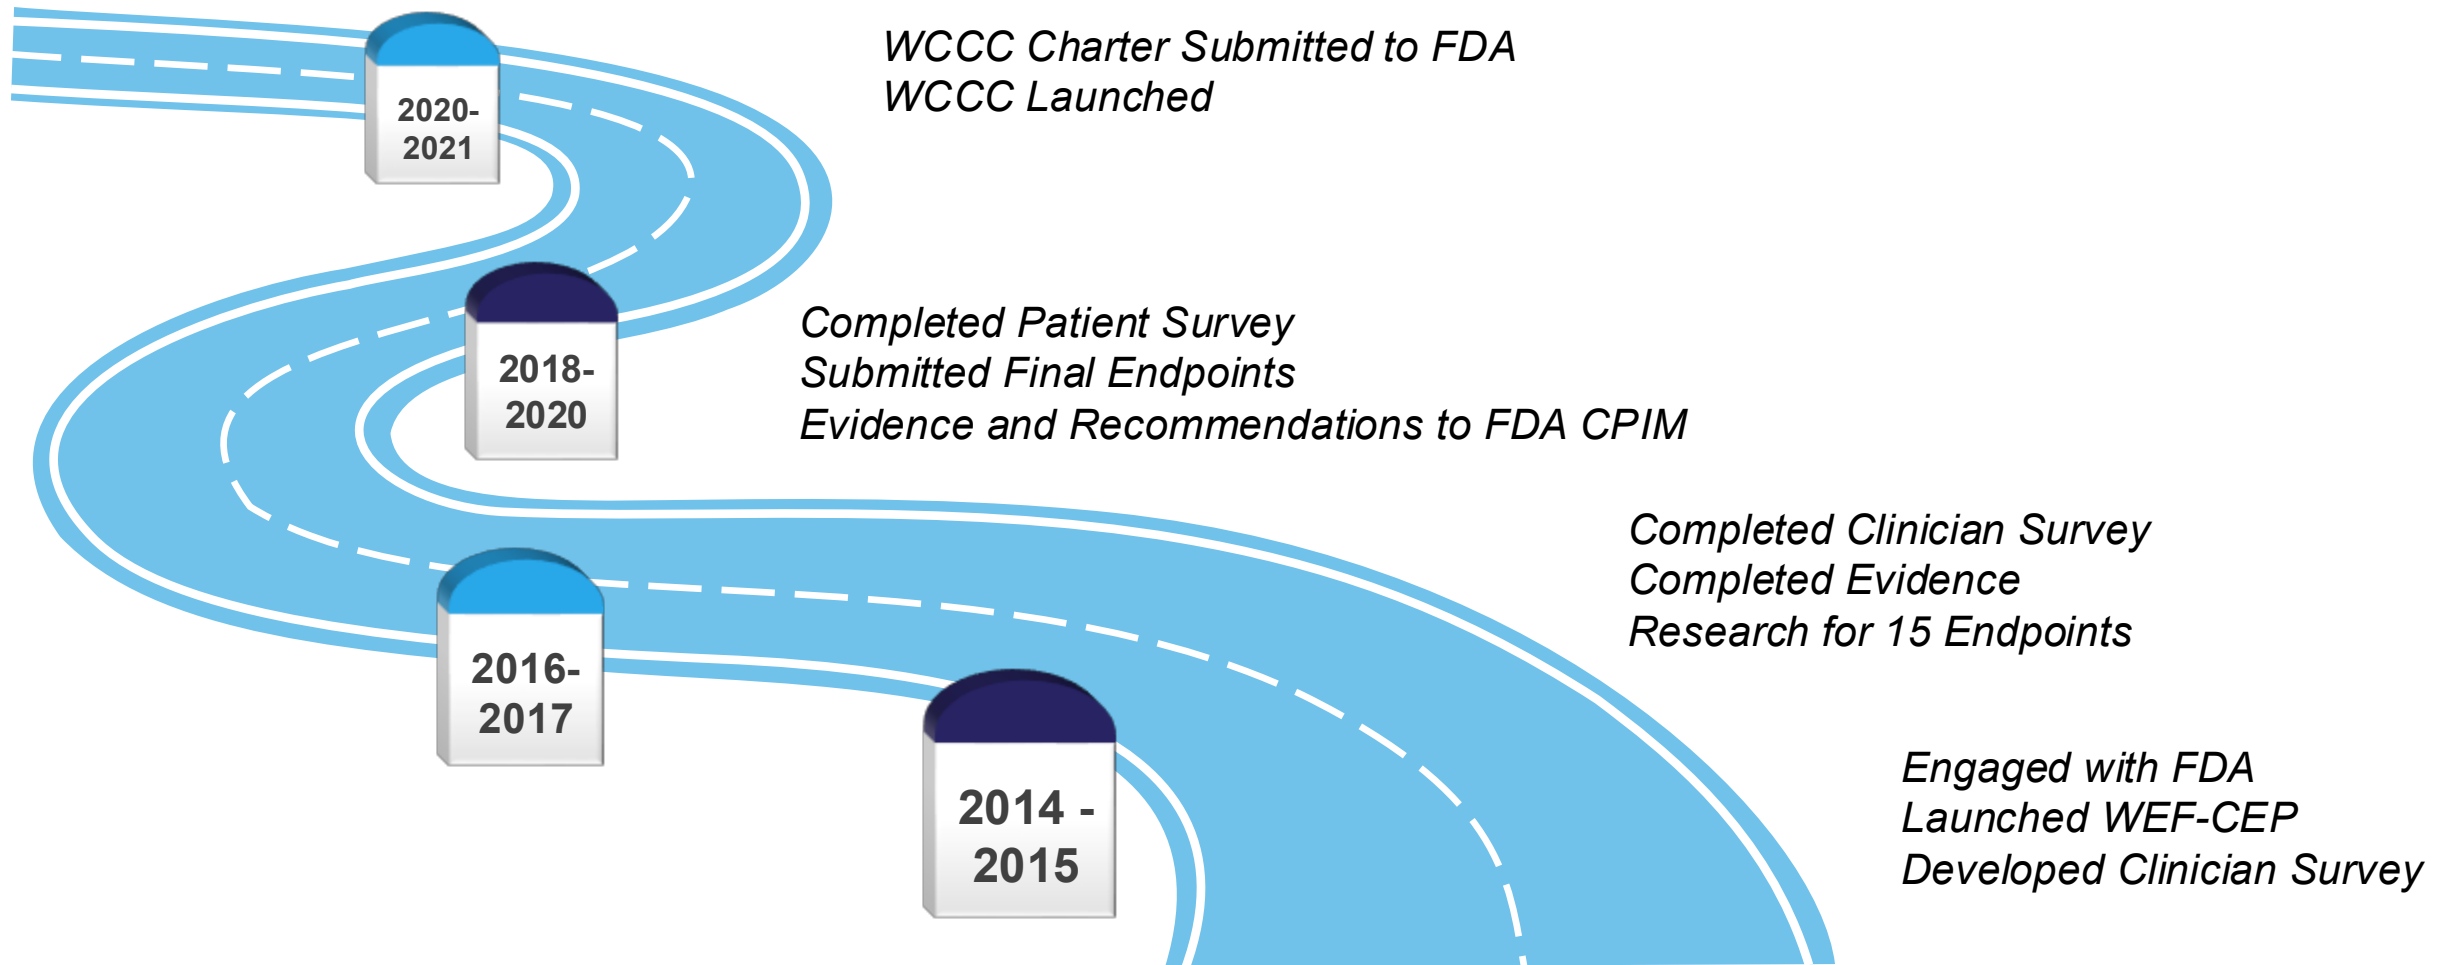 2020-
2021
WCCC Charter Submitted to FDA
WCCC Launched
2018-
2020
Completed Patient Survey
Submitted Final Endpoints
Evidence and Recommendations to FDA CPIM
2016-
2017
Completed Clinician Survey
Completed Evidence
Research for 15 Endpoints
2014 -
2015
Engaged with FDA
Launched WEF-CEP
Developed Clinician Survey